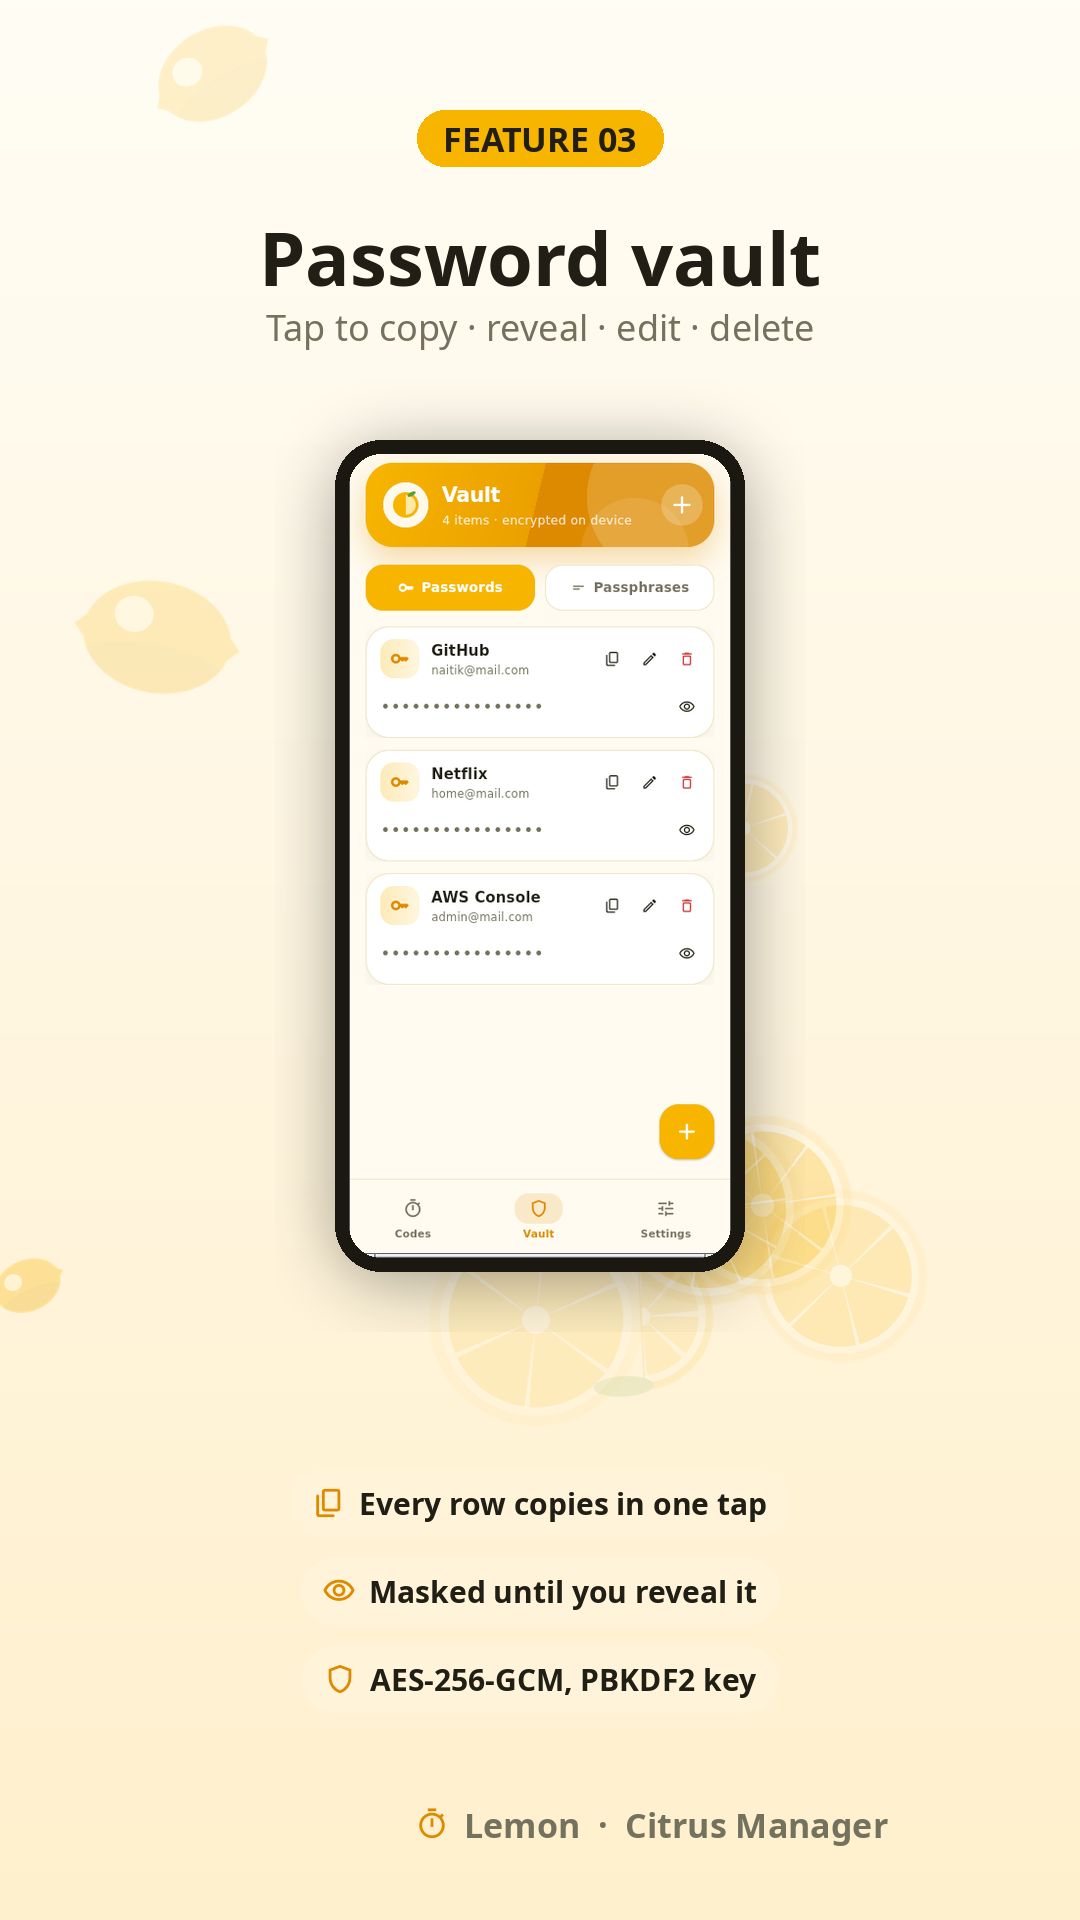 FEATURE 03
Password vault
Tap to copy · reveal · edit · delete
Vault
4 items · encrypted on device
Passwords
Passphrases
GitHub
naitik@mail.com
•••••••••••••••• 
Netflix
home@mail.com
••••••••••••••••
AWS Console
admin@mail.com
••••••••••••••••
Codes
Vault
Settings
Every row copies in one tap
Masked until you reveal it
AES-256-GCM, PBKDF2 key
Lemon · Citrus Manager